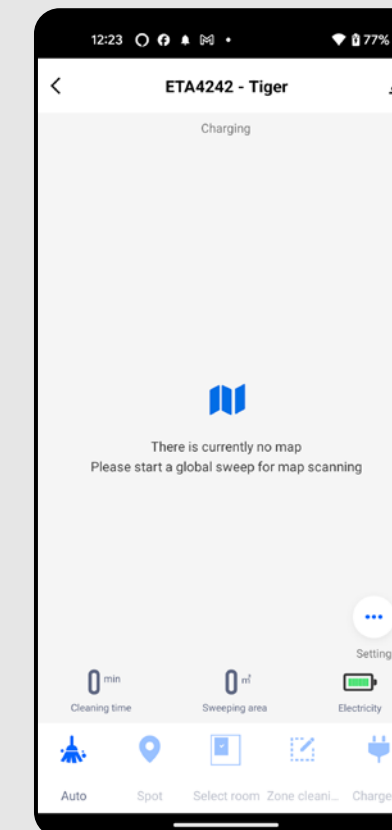 12:23
77%
ETA4242 - Tiger
Charging
There is currently no map
Please start a global sweep for map scanning
Setting
0 min
0 ㎡
Cleaning time
Sweeping area
Electricity
Auto
Spot
Select room
Zone cleani...
Charge